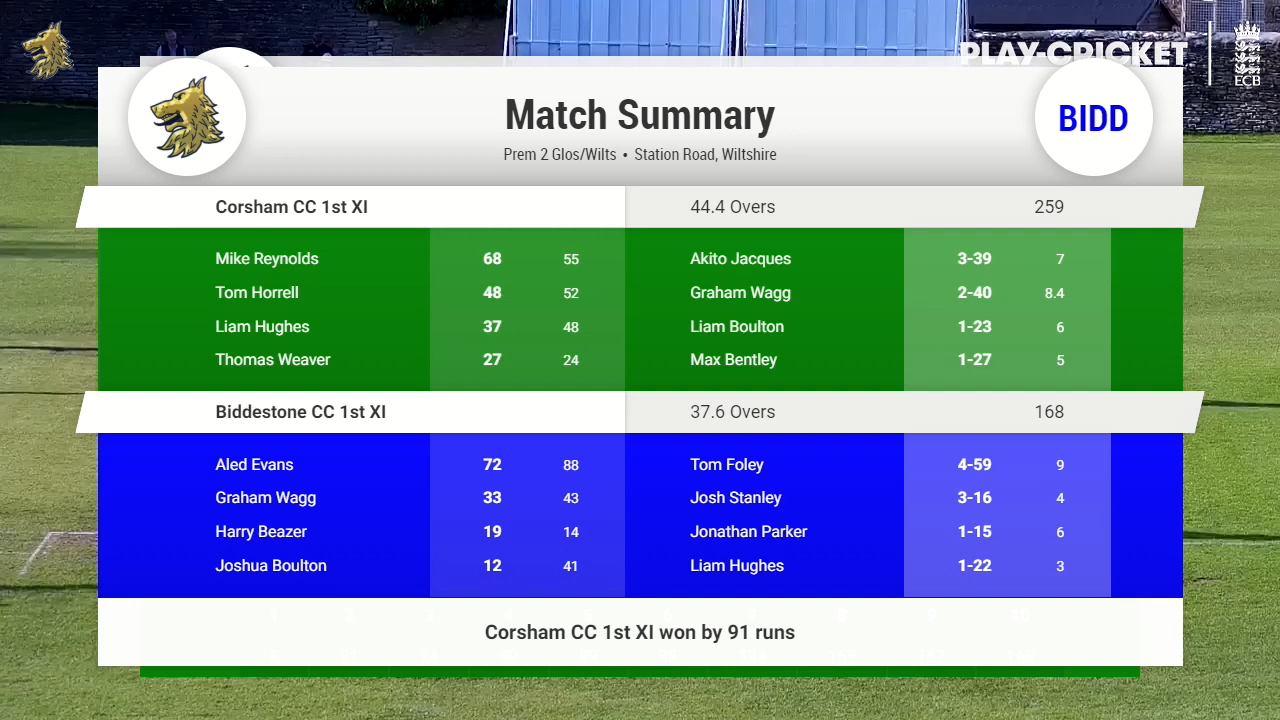 PLAY-CRICKET
ECB
Match Summary
BIDD
Prem 2 Glos/Wilts • Station Road, Wiltshire
Corsham CC 1st XI 44.4 Overs 259
Mike Reynolds 68 55 Akito Jacques 3-39 7
Tom Horrell 48 52 Graham Wagg 2-40 8.4
Liam Hughes 37 48 Liam Boulton 1-23 6
Thomas Weaver 27 24 Max Bentley 1-27 5
Biddestone CC 1st XI 37.6 Overs 168
Aled Evans 72 88 Tom Foley 4-59 9
Graham Wagg 33 43 Josh Stanley 3-16 4
Harry Beazer 19 14 Jonathan Parker 1-15 6
Joshua Boulton 12 41 Liam Hughes 1-22 3
Corsham CC 1st XI won by 91 runs